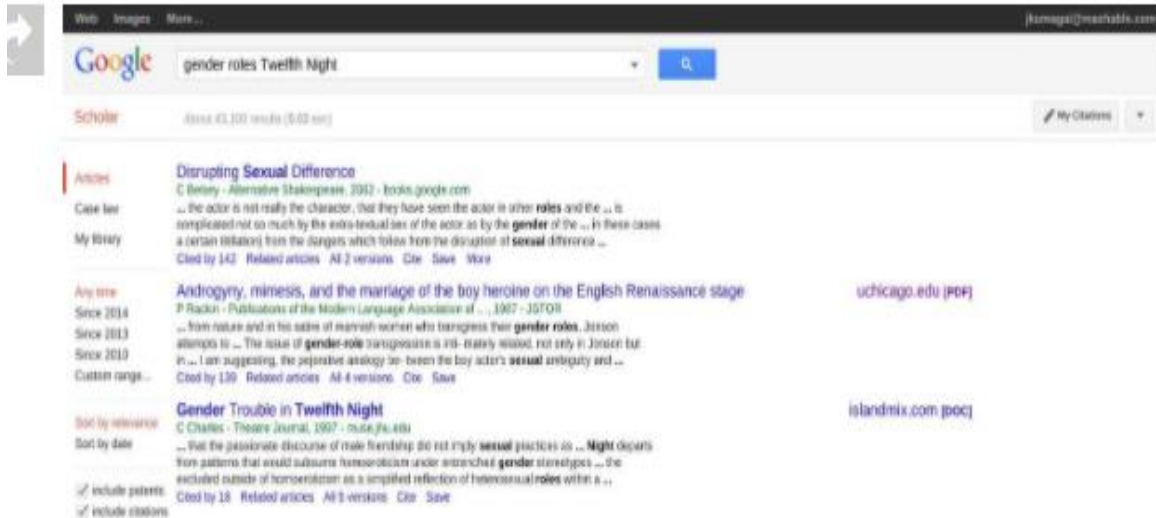 Web Images More...
jkumagai@mashable.com
Google
gender roles Twelfth Night
Scholar
About 43,100 results (0.03 sec)
My Citations
Articles
Case law
My library
Any time
Since 2014
Since 2013
Since 2010
Custom range...
Sort by relevance
Sort by date
include patents
include citations
Disrupting Sexual Difference
C Belsey - Alternative Shakespeare, 2002 - books.google.com
... the actor is not really the character, that they have seen the actor in other roles and the ... is
complicated not so much by the extra-textual sex of the actor as by the gender of the ... in these cases
a certain from the dangers which follow from the disruption of sexual difference ...
Cited by 142 Related articles All 2 versions Cite Save More
Androgyny, mimesis, and the marriage of the boy heroine on the English Renaissance stage
P Rackin - Publications of the Modern Language Association of ..., 1987 - JSTOR
... from nature and in his satire of mannish women who transgress their gender roles. Jonson
attempts to ... The issue of gender-role transgression is inti- mately related, not only in Jonson but
in ... I am suggesting, the pejorative analogy be- tween the boy actor's sexual ambiguity and ...
Cited by 139 Related articles All 4 versions Cite Save
uchicago.edu [PDF]
Gender Trouble in Twelfth Night
C Charles - Theatre Journal, 1997 - muse.jhu.edu
... that the passionate discourse of male friendship did not imply sexual practices as ... Night departs
from patterns that would subsume homoeroticism under entrenched gender stereotypes ... the
excluded outside of homoeroticism as a simplified reflection of heterosexual roles within a ...
Cited by 18 Related articles All 5 versions Cite Save
islandmix.com [DOC]